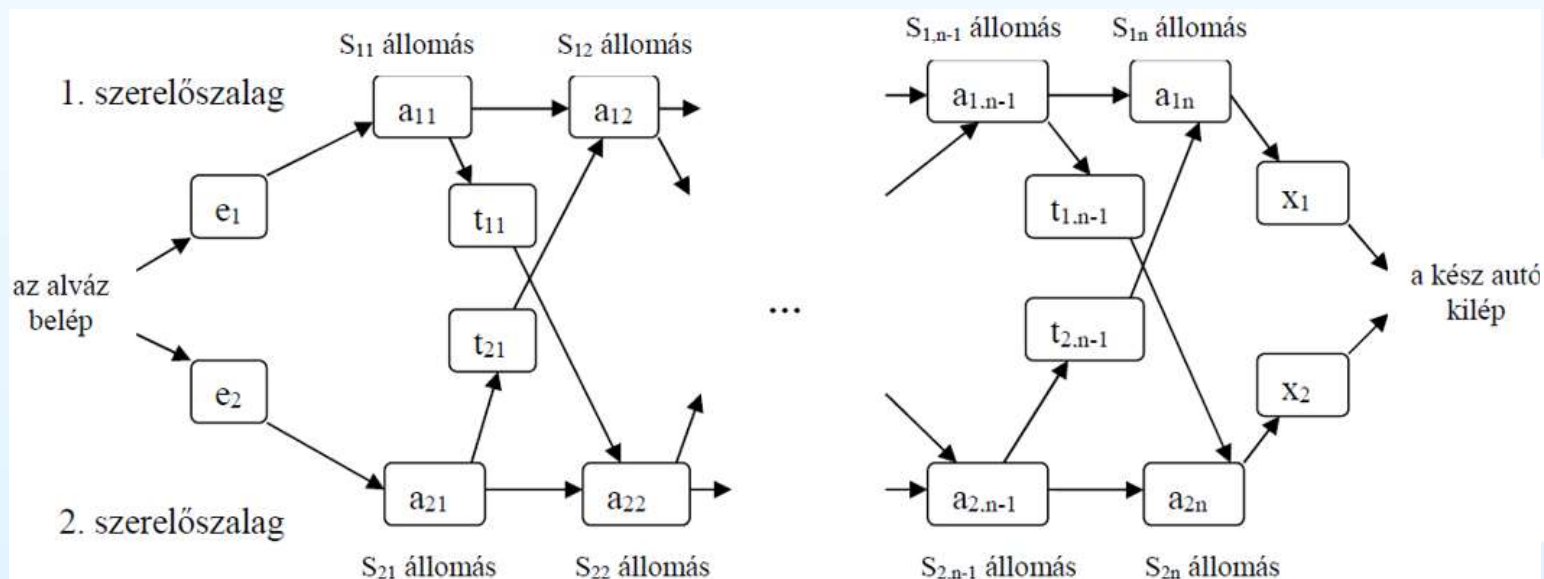 S₁₁ állomás
S₁₂ állomás
S₁,ₙ₋₁ állomás
S₁ₙ állomás
1. szerelőszalag
a₁₁
a₁₂
a₁.ₙ₋₁
a₁ₙ
e₁
t₁₁
t₁.ₙ₋₁
x₁
az alváz
belép
...
a kész autó
kilép
t₂₁
t₂.ₙ₋₁
e₂
x₂
a₂₁
a₂₂
a₂.ₙ₋₁
a₂ₙ
2. szerelőszalag
S₂₁ állomás
S₂₂ állomás
S₂,ₙ₋₁ állomás
S₂ₙ állomás